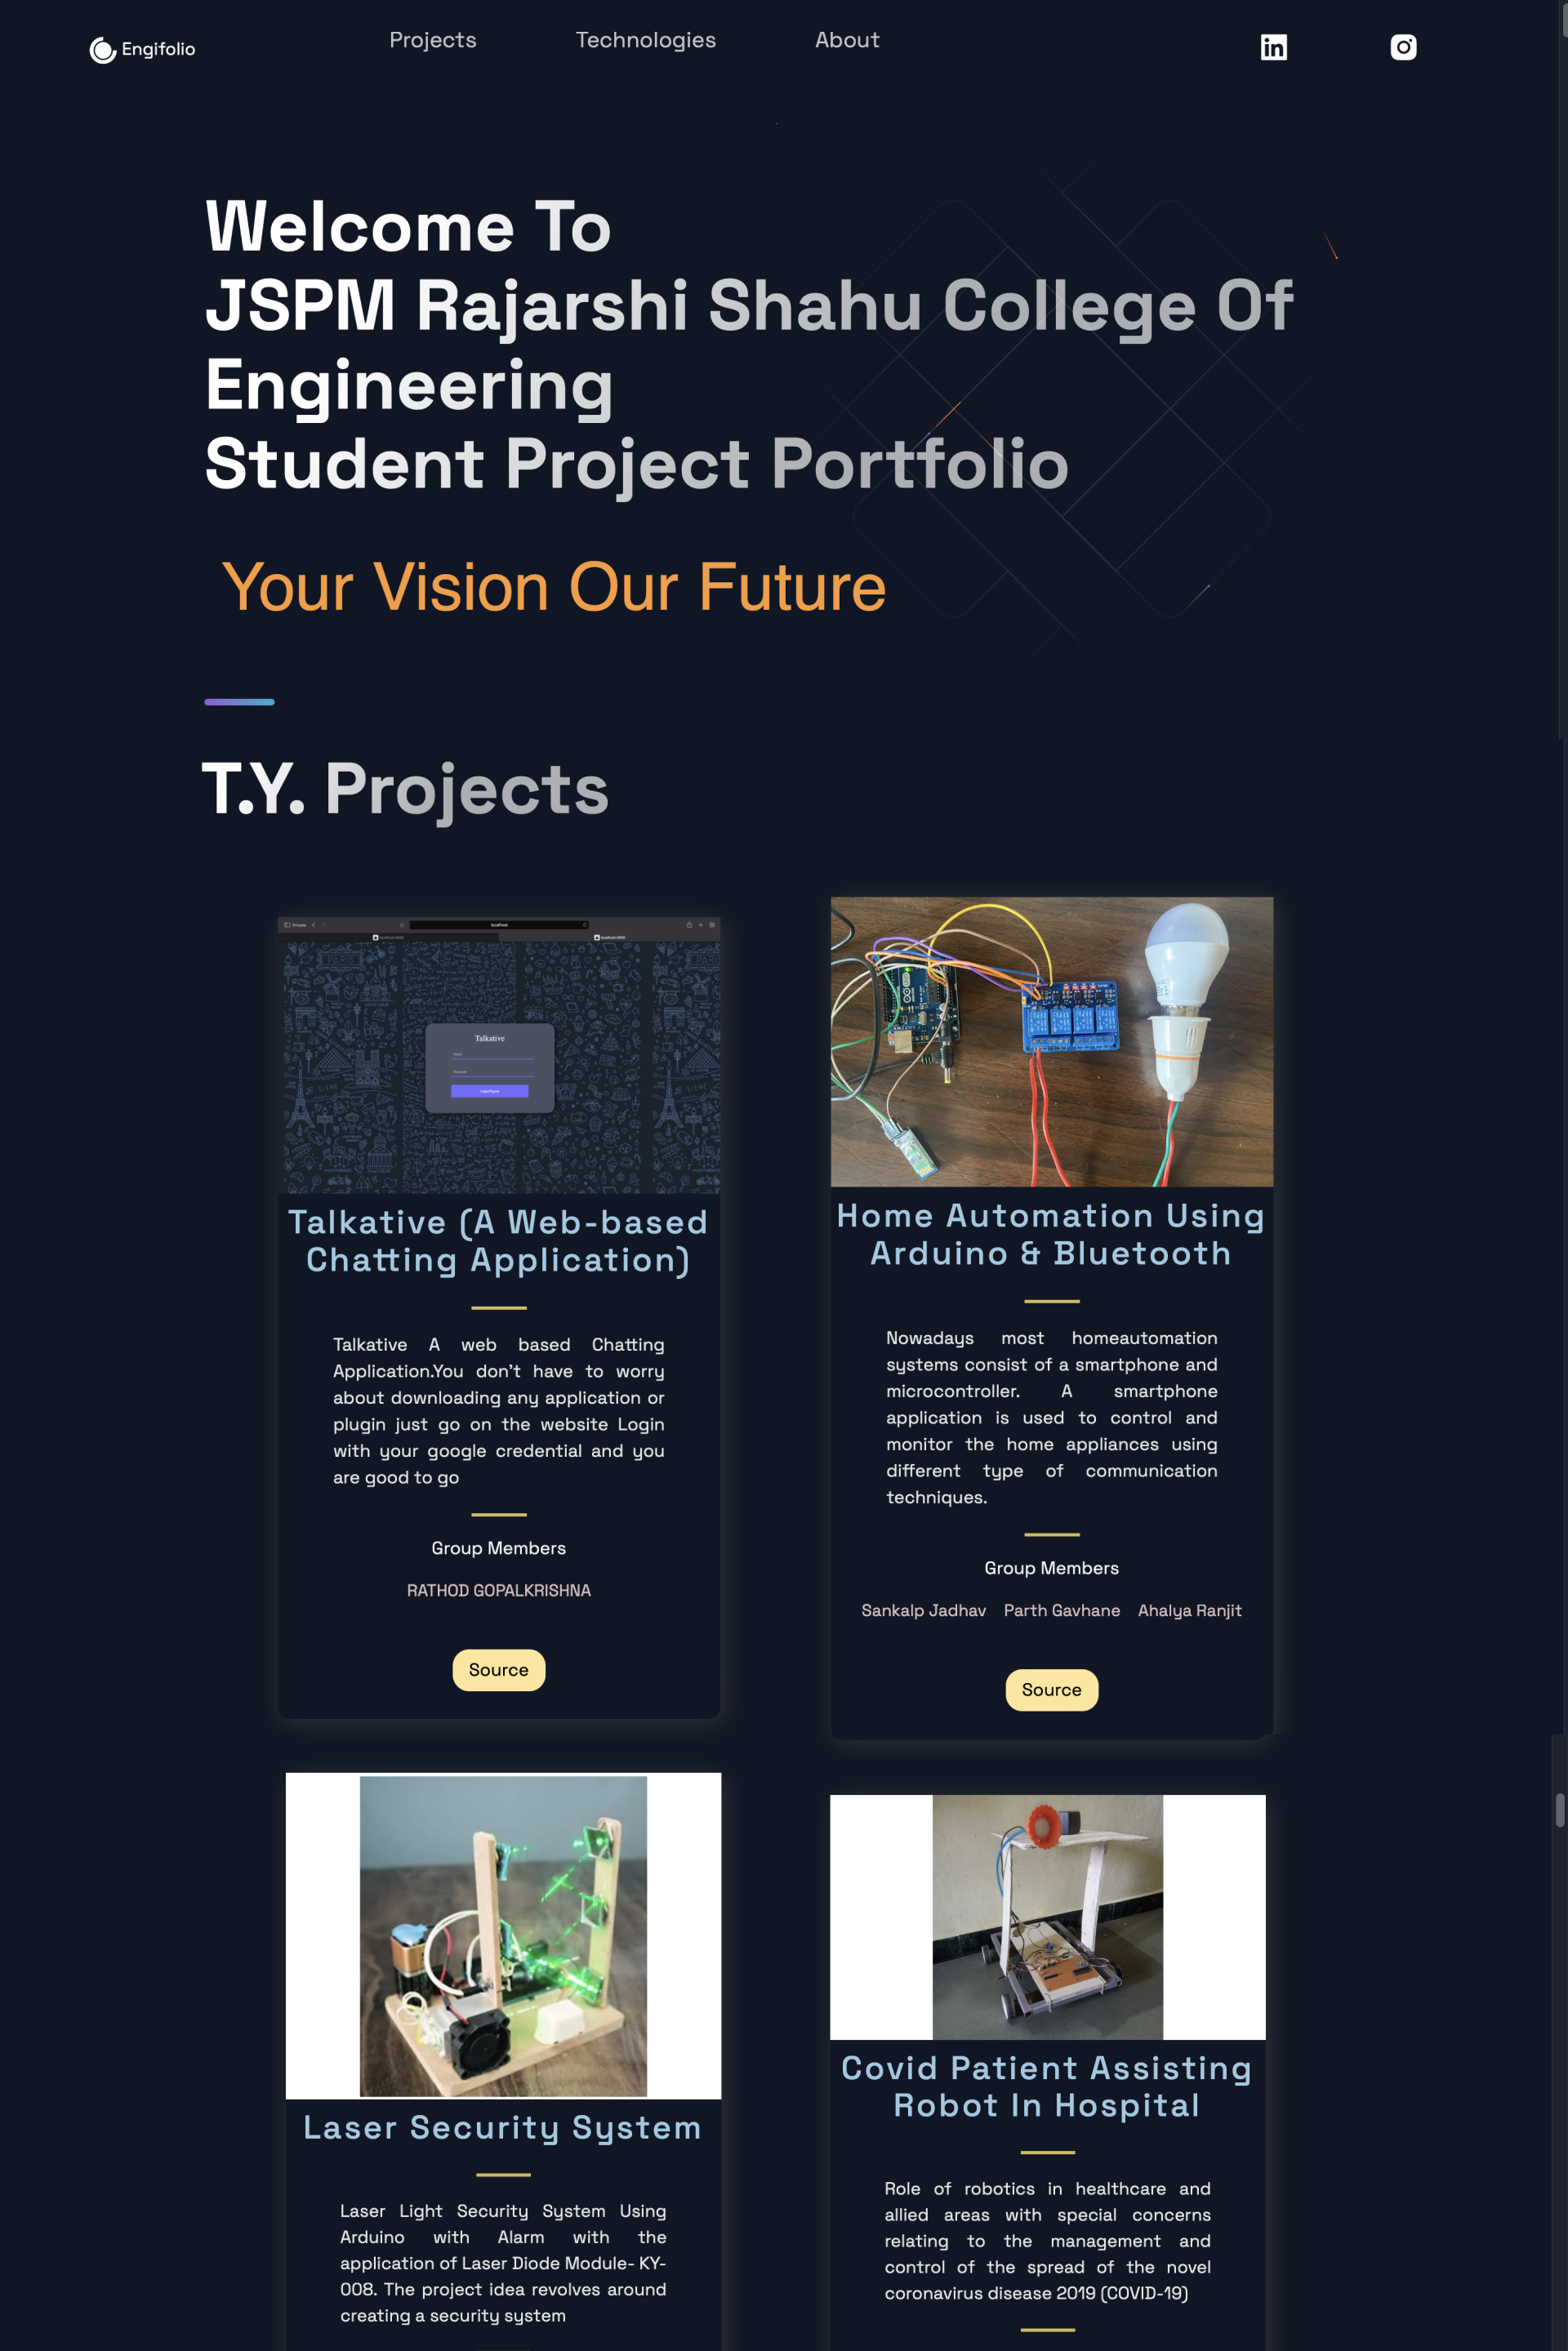 Engifolio
Projects
Technologies
About
Welcome To
JSPM Rajarshi Shahu College Of
Engineering
Student Project Portfolio
Your Vision Our Future
T.Y. Projects
Private
localhost
Talkative
Email
Password
Login/Signup
Talkative (A Web-based
Chatting Application)
Talkative A web based Chatting
Application.You don't have to worry
about downloading any application or
plugin just go on the website Login
with your google credential and you
are good to go
Group Members
RATHOD GOPALKRISHNA
Source
Home Automation Using
Arduino & Bluetooth
Nowadays most homeautomation
systems consist of a smartphone and
microcontroller. A smartphone
application is used to control and
monitor the home appliances using
different type of communication
techniques.
Group Members
Sankalp Jadhav Parth Gavhane Ahalya Ranjit
Source
Laser Security System
Laser Light Security System Using
Arduino with Alarm with the
application of Laser Diode Module- KY-
008. The project idea revolves around
creating a security system
Covid Patient Assisting
Robot In Hospital
Role of robotics in healthcare and
allied areas with special concerns
relating to the management and
control of the spread of the novel
coronavirus disease 2019 (COVID-19)